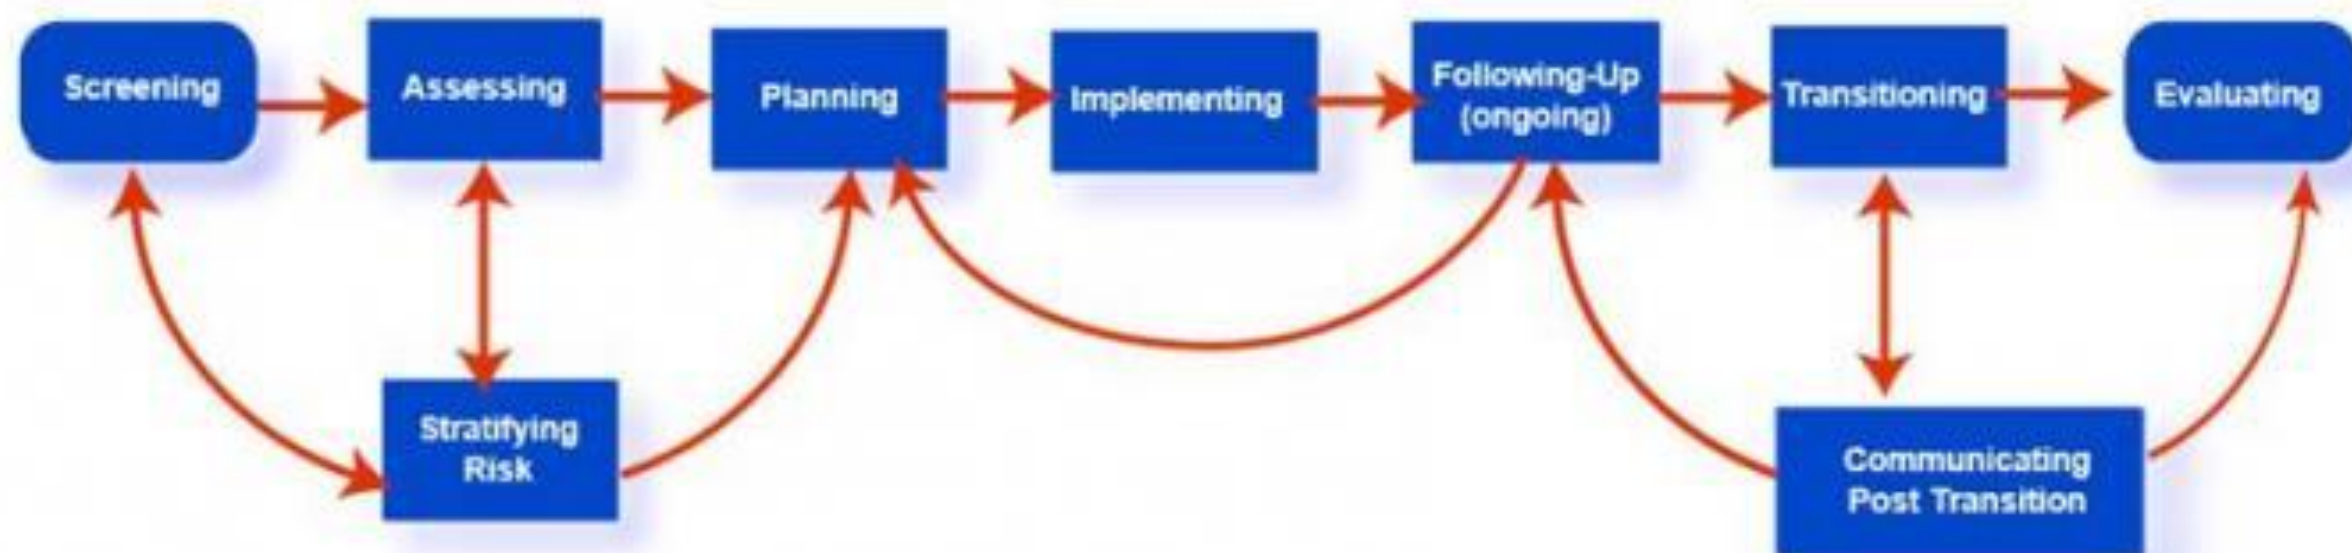 Screening
Assessing
Planning
Implementing
Following-Up
(ongoing)
Transitioning
Evaluating
Stratifying
Risk
Communicating
Post Transition